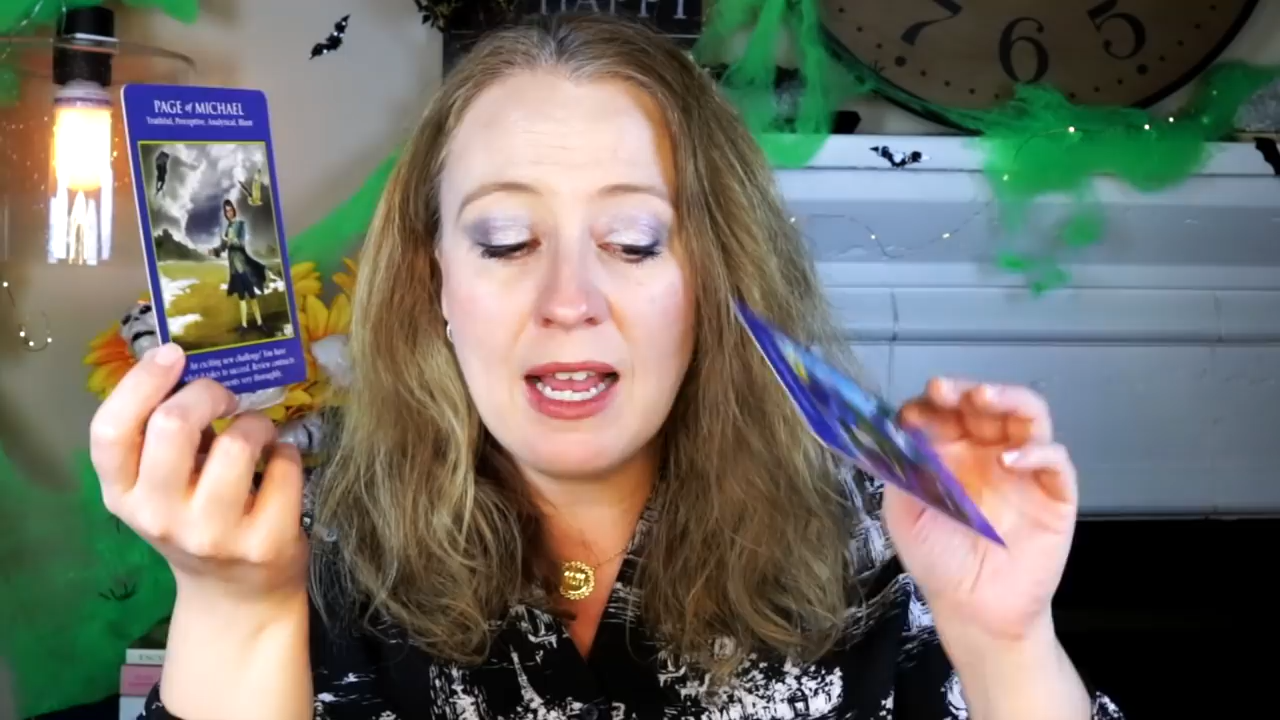 HAPPY
7 6 5
PAGE of MICHAEL
Truthful, Perceptive, Analytical, Blunt
An exciting new challenge! You have
what it takes to succeed. Review contracts
very thoroughly.